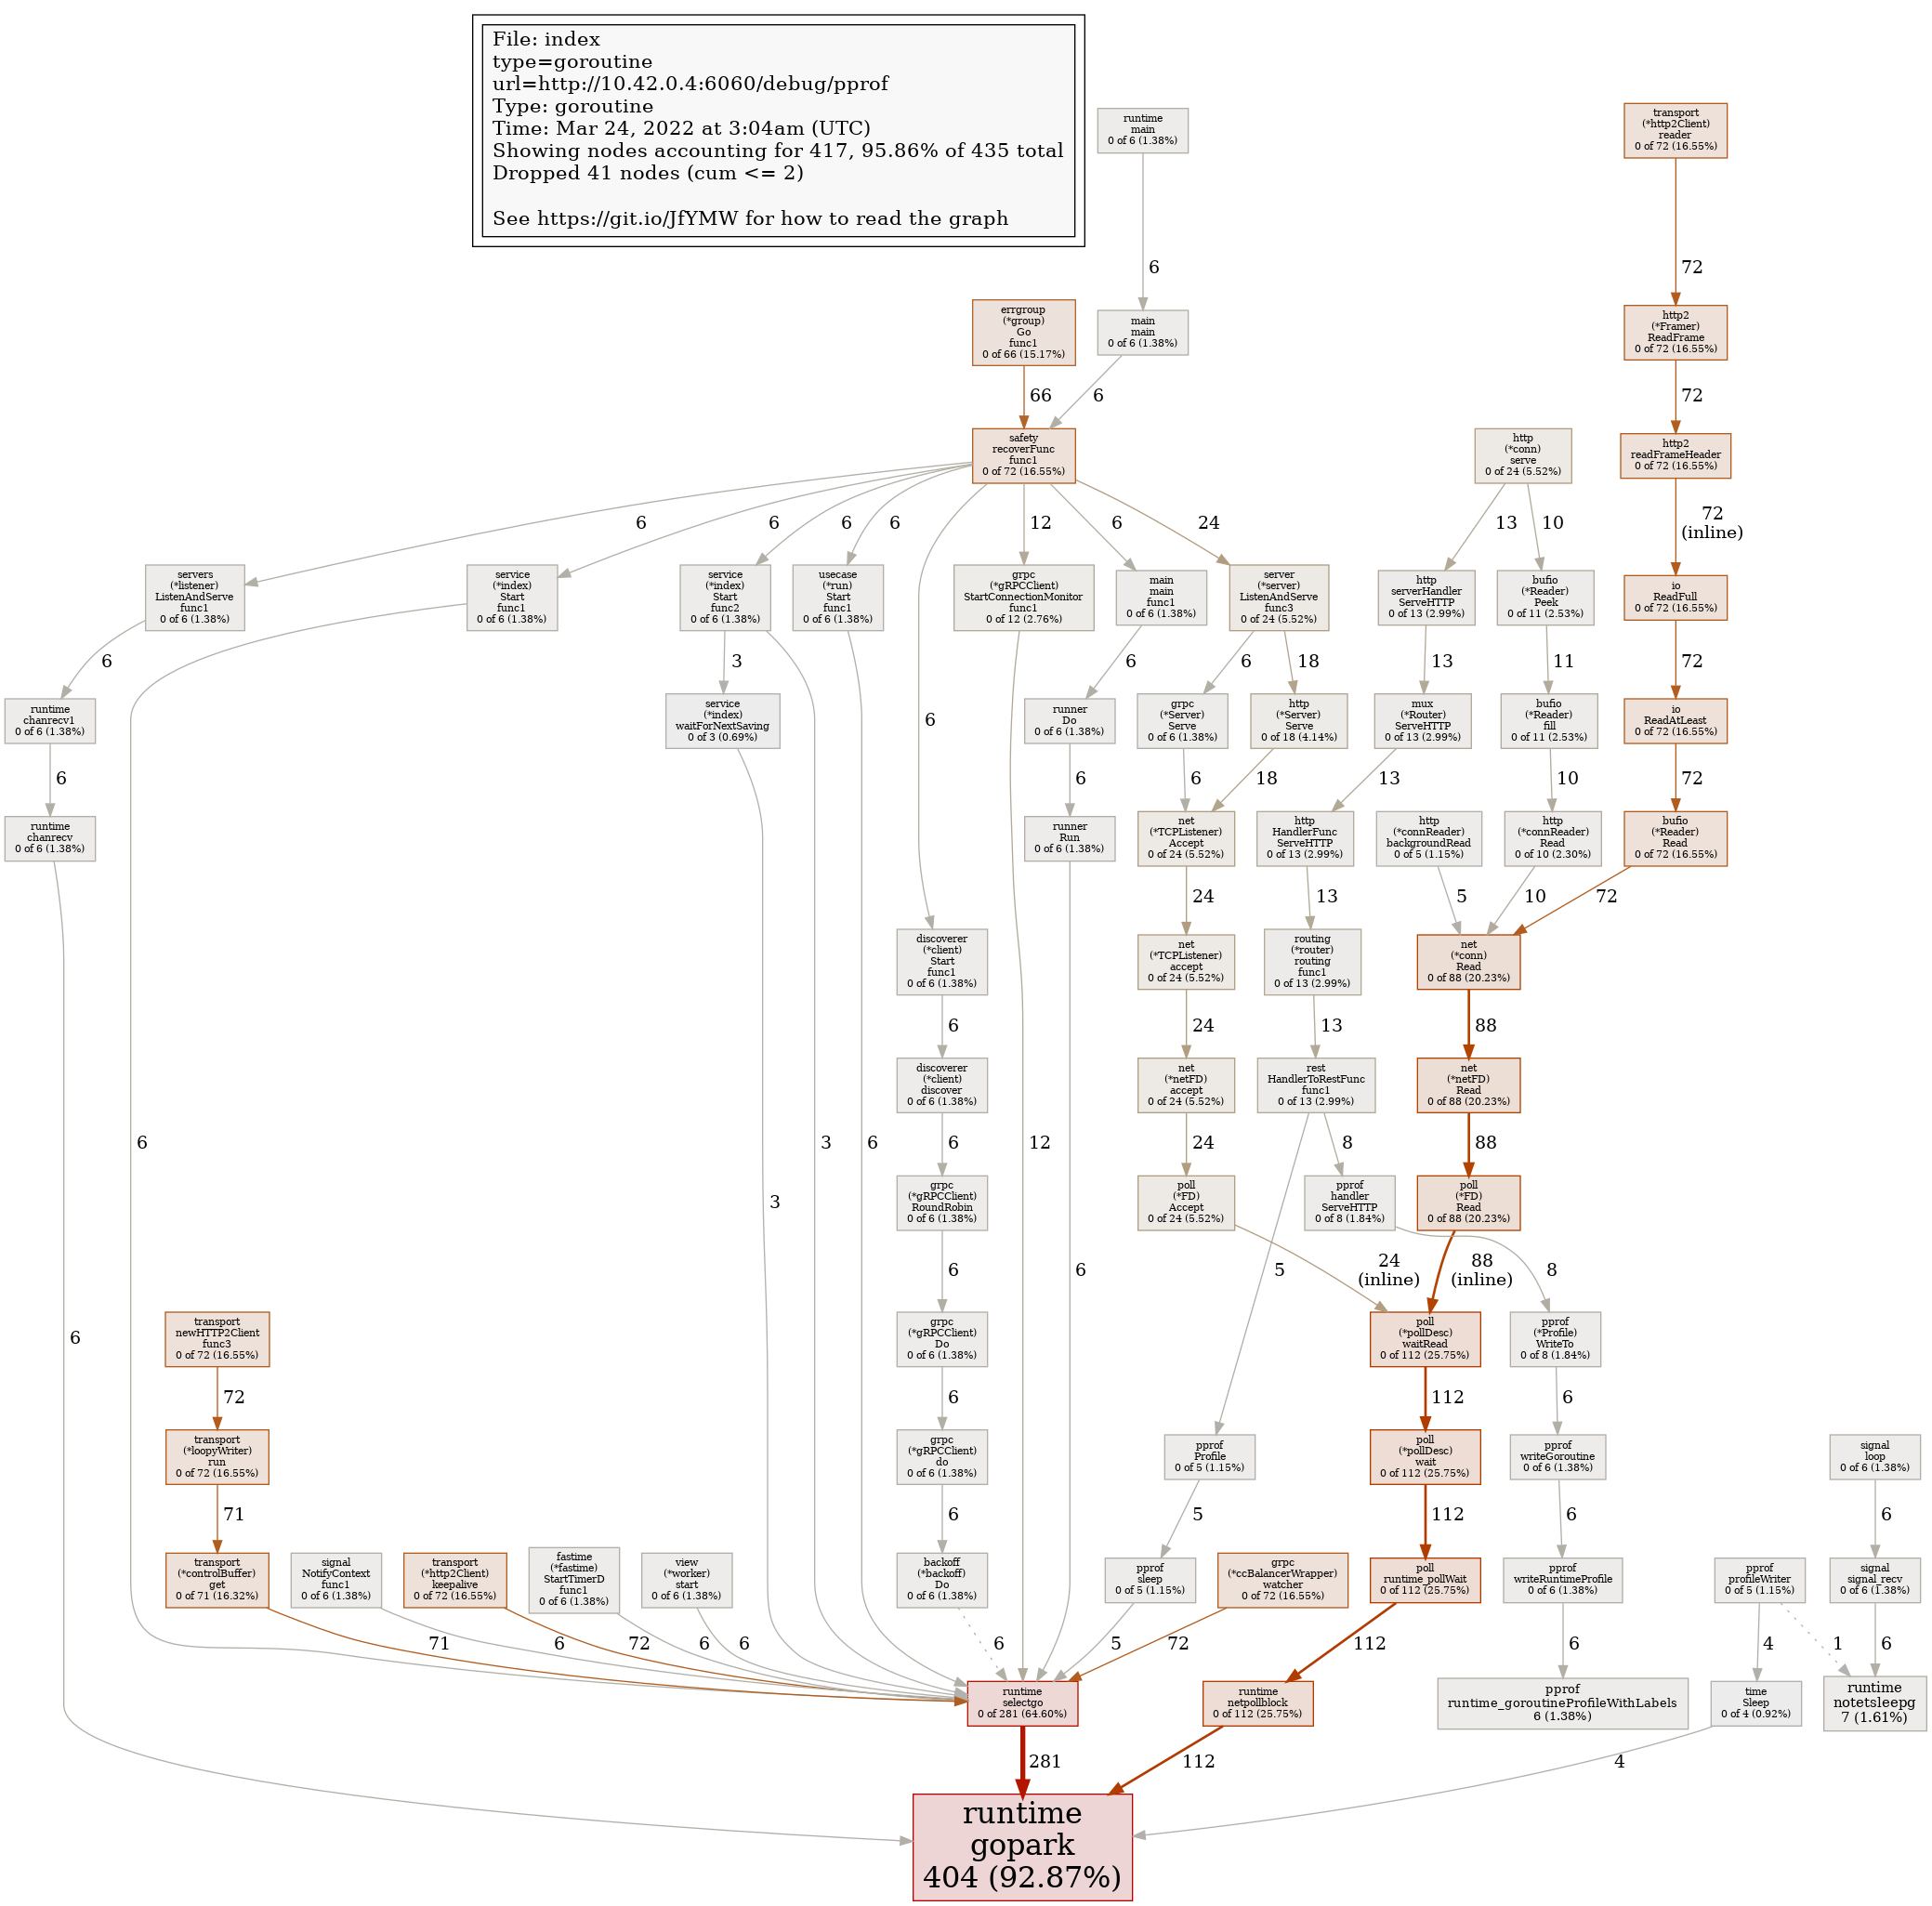 File: index
type=goroutine
url=http://10.42.0.4:6060/debug/pprof
Type: goroutine
Time: Mar 24, 2022 at 3:04am (UTC)
Showing nodes accounting for 417, 95.86% of 435 total
Dropped 41 nodes (cum <= 2)
See https://git.io/JfYMW for how to read the graph
runtime
main
0 of 6 (1.38%)
transport
(*http2Client)
reader
0 of 72 (16.55%)
6
72
errgroup
(*group)
Go
func1
0 of 66 (15.17%)
main
main
0 of 6 (1.38%)
http2
(*Framer)
ReadFrame
0 of 72 (16.55%)
66
6
72
safety
recoverFunc
func1
0 of 72 (16.55%)
http
(*conn)
serve
0 of 24 (5.52%)
http2
readFrameHeader
0 of 72 (16.55%)
6
6
6
6
12
6
24
13
10
72
(inline)
servers
(*listener)
ListenAndServe
func1
0 of 6 (1.38%)
service
(*index)
Start
func1
0 of 6 (1.38%)
service
(*index)
Start
func2
0 of 6 (1.38%)
usecase
(*run)
Start
func1
0 of 6 (1.38%)
grpc
(*gRPCClient)
StartConnectionMonitor
func1
0 of 12 (2.76%)
main
main
func1
0 of 6 (1.38%)
server
(*server)
ListenAndServe
func3
0 of 24 (5.52%)
http
serverHandler
ServeHTTP
0 of 13 (2.99%)
bufio
(*Reader)
Peek
0 of 11 (2.53%)
io
ReadFull
0 of 72 (16.55%)
6
3
6
6
18
13
11
72
runtime
chanrecv1
0 of 6 (1.38%)
service
(*index)
waitForNextSaving
0 of 3 (0.69%)
6
runner
Do
0 of 6 (1.38%)
grpc
(*Server)
Serve
0 of 6 (1.38%)
http
(*Server)
Serve
0 of 18 (4.14%)
mux
(*Router)
ServeHTTP
0 of 13 (2.99%)
bufio
(*Reader)
fill
0 of 11 (2.53%)
io
ReadAtLeast
0 of 72 (16.55%)
6
6
6
18
13
10
72
runtime
chanrecv
0 of 6 (1.38%)
runner
Run
0 of 6 (1.38%)
net
(*TCPListener)
Accept
0 of 24 (5.52%)
http
HandlerFunc
ServeHTTP
0 of 13 (2.99%)
http
(*connReader)
backgroundRead
0 of 5 (1.15%)
http
(*connReader)
Read
0 of 10 (2.30%)
bufio
(*Reader)
Read
0 of 72 (16.55%)
24
13
5
10
72
discoverer
(*client)
Start
func1
0 of 6 (1.38%)
net
(*TCPListener)
accept
0 of 24 (5.52%)
routing
(*router)
routing
func1
0 of 13 (2.99%)
net
(*conn)
Read
0 of 88 (20.23%)
6
24
13
88
discoverer
(*client)
discover
0 of 6 (1.38%)
net
(*netFD)
accept
0 of 24 (5.52%)
rest
HandlerToRestFunc
func1
0 of 13 (2.99%)
net
(*netFD)
Read
0 of 88 (20.23%)
6
3
6
6
12
24
8
88
3
grpc
(*gRPCClient)
RoundRobin
0 of 6 (1.38%)
poll
(*FD)
Accept
0 of 24 (5.52%)
pprof
handler
ServeHTTP
0 of 8 (1.84%)
poll
(*FD)
Read
0 of 88 (20.23%)
6
6
5
24
(inline)
88
(inline)
8
6
transport
newHTTP2Client
func3
0 of 72 (16.55%)
grpc
(*gRPCClient)
Do
0 of 6 (1.38%)
poll
(*pollDesc)
waitRead
0 of 112 (25.75%)
pprof
(*Profile)
WriteTo
0 of 8 (1.84%)
72
6
112
6
transport
(*loopyWriter)
run
0 of 72 (16.55%)
grpc
(*gRPCClient)
do
0 of 6 (1.38%)
pprof
Profile
0 of 5 (1.15%)
poll
(*pollDesc)
wait
0 of 112 (25.75%)
pprof
writeGoroutine
0 of 6 (1.38%)
signal
loop
0 of 6 (1.38%)
71
6
5
112
6
6
transport
(*controlBuffer)
get
0 of 71 (16.32%)
signal
NotifyContext
func1
0 of 6 (1.38%)
transport
(*http2Client)
keepalive
0 of 72 (16.55%)
fastime
(*fastime)
StartTimerD
func1
0 of 6 (1.38%)
view
(*worker)
start
0 of 6 (1.38%)
backoff
(*backoff)
Do
0 of 6 (1.38%)
pprof
sleep
0 of 5 (1.15%)
grpc
(*ccBalancerWrapper)
watcher
0 of 72 (16.55%)
poll
runtime_pollWait
0 of 112 (25.75%)
pprof
writeRuntimeProfile
0 of 6 (1.38%)
pprof
profileWriter
0 of 5 (1.15%)
signal
signal_recv
0 of 6 (1.38%)
71
6
72
6
6
6
5
72
112
6
4
1
6
runtime
selectgo
0 of 281 (64.60%)
runtime
netpollblock
0 of 112 (25.75%)
pprof
runtime_goroutineProfileWithLabels
6 (1.38%)
time
Sleep
0 of 4 (0.92%)
runtime
notetsleepg
7 (1.61%)
281
112
4
runtime
gopark
404 (92.87%)